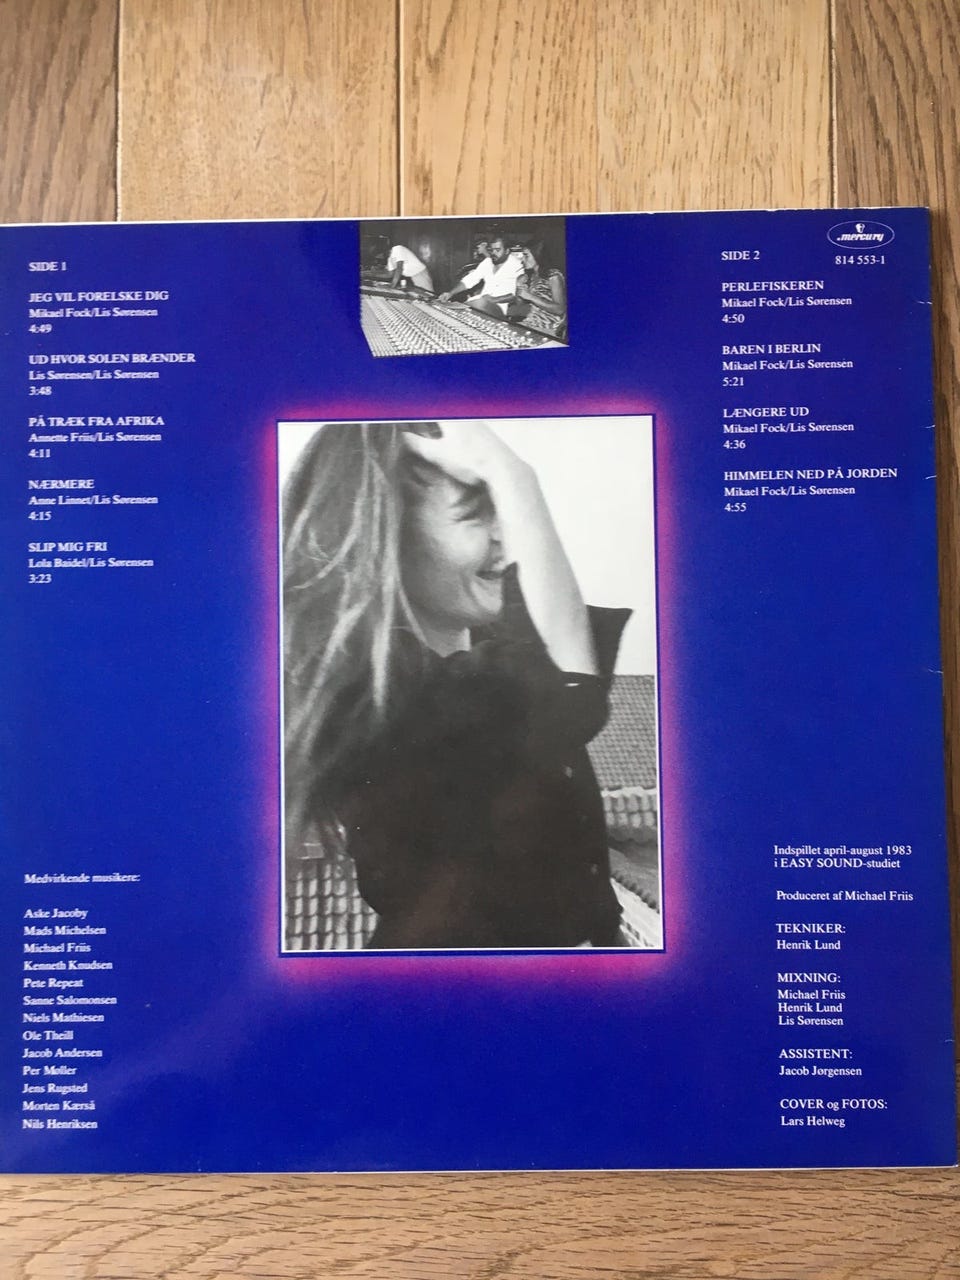 SIDE 1
JEG VIL FORELSKE DIG
Mikael Fock/Lis Sørensen
4:49
UD HVOR SOLEN BRÆNDER
Lis Sørensen/Lis Sørensen
3:48
PÅ TRÆK FRA AFRIKA
Annette Friis/Lis Sørensen
4:11
NÆRMERE
Anne Linnet/Lis Sørensen
4:15
SLIP MIG FRI
Lola Baidel/Lis Sørensen
3:23
mercury
814 553-1
SIDE 2
PERLEFISKEREN
Mikael Fock/Lis Sørensen
4:50
BAREN I BERLIN
Mikael Fock/Lis Sørensen
5:21
LÆNGERE UD
Mikael Fock/Lis Sørensen
4:36
HIMMELEN NED PÅ JORDEN
Mikael Fock/Lis Sørensen
4:55
Medvirkende musikere:
Aske Jacoby
Mads Michelsen
Michael Friis
Kenneth Knudsen
Pete Repeat
Sanne Salomonsen
Niels Mathiesen
Ole Theill
Jacob Andersen
Per Møller
Jens Rugsted
Morten Kærså
Nils Henriksen
Indspillet april-august 1983
i EASY SOUND-studiet
Produceret af Michael Friis
TEKNIKER:
Henrik Lund
MIXNING:
Michael Friis
Henrik Lund
Lis Sørensen
ASSISTENT:
Jacob Jørgensen
COVER og FOTOS:
Lars Helweg